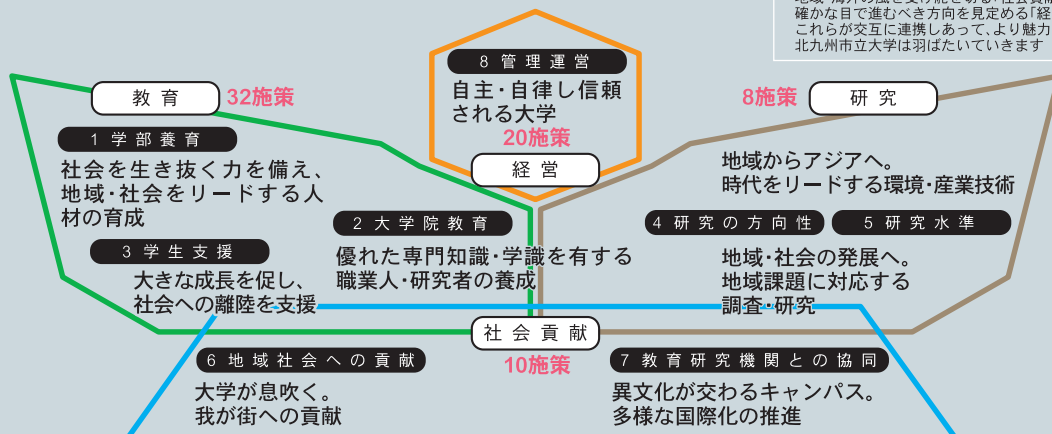 確かな目で進むべき方向を見定める「経
これらが交互に連携しあって、より魅力
北九州市立大学は羽ばたいていきます
8 管理運営
自主・自律し信頼
される大学
20施策
経営
教育
32施策
1 学部養育
社会を生き抜く力を備え、
地域・社会をリードする人
材の育成
2 大学院教育
優れた専門知識・学識を有する
職業人・研究者の養成
3 学生支援
大きな成長を促し、
社会への離陸を支援
8施策
研究
地域からアジアへ。
時代をリードする環境・産業技術
4 研究の方向性
5 研究水準
地域・社会の発展へ。
地域課題に対応する
調査・研究
社会貢献
10施策
6 地域社会への貢献
大学が息吹く。
我が街への貢献
7 教育研究機関との協同
異文化が交わるキャンパス。
多様な国際化の推進